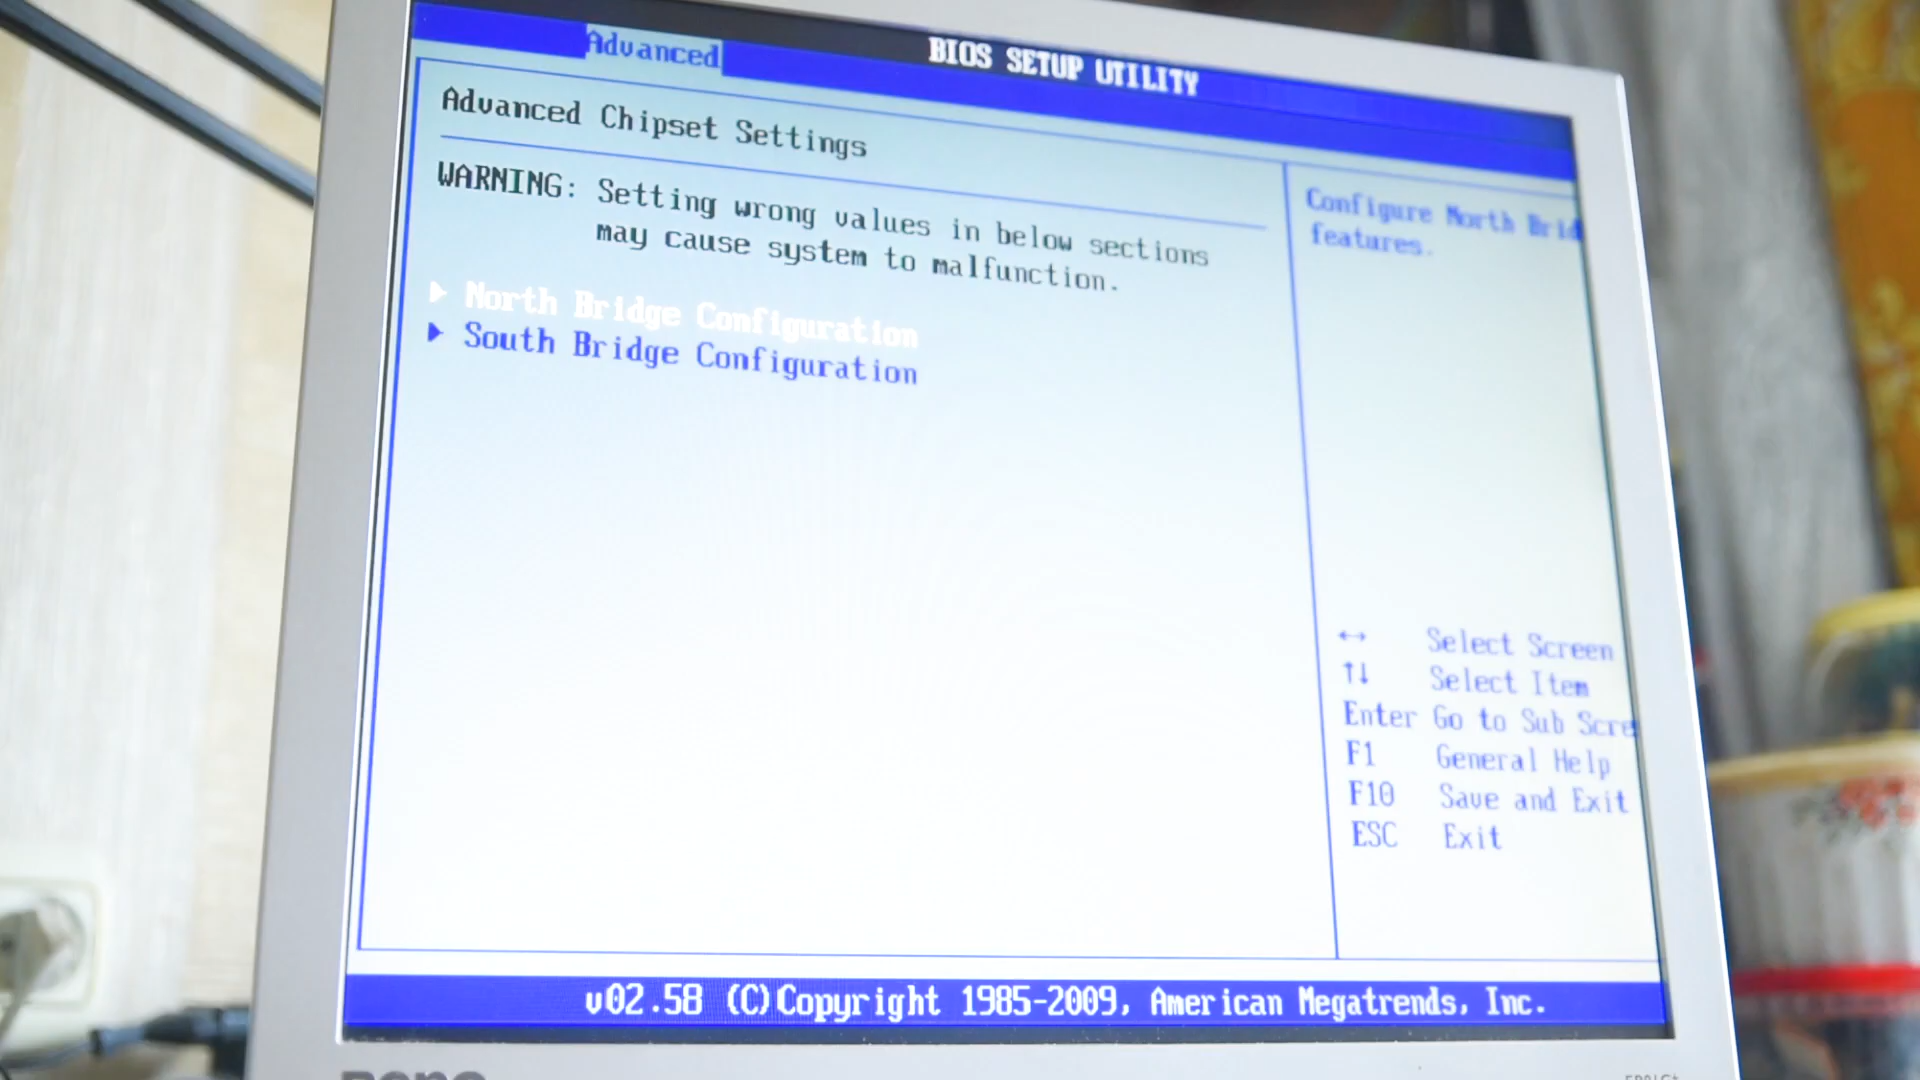 BIOS SETUP UTILITY
Advanced
Advanced Chipset Settings
WARNING: Setting wrong values in below sections
may cause system to malfunction.
North Bridge Configuration
South Bridge Configuration
Configure North Brid
features.
↔ Select Screen
↑↓ Select Item
Enter Go to Sub Scre
F1 General Help
F10 Save and Exit
ESC Exit
v02.58 (C)Copyright 1985-2009, American Megatrends, Inc.